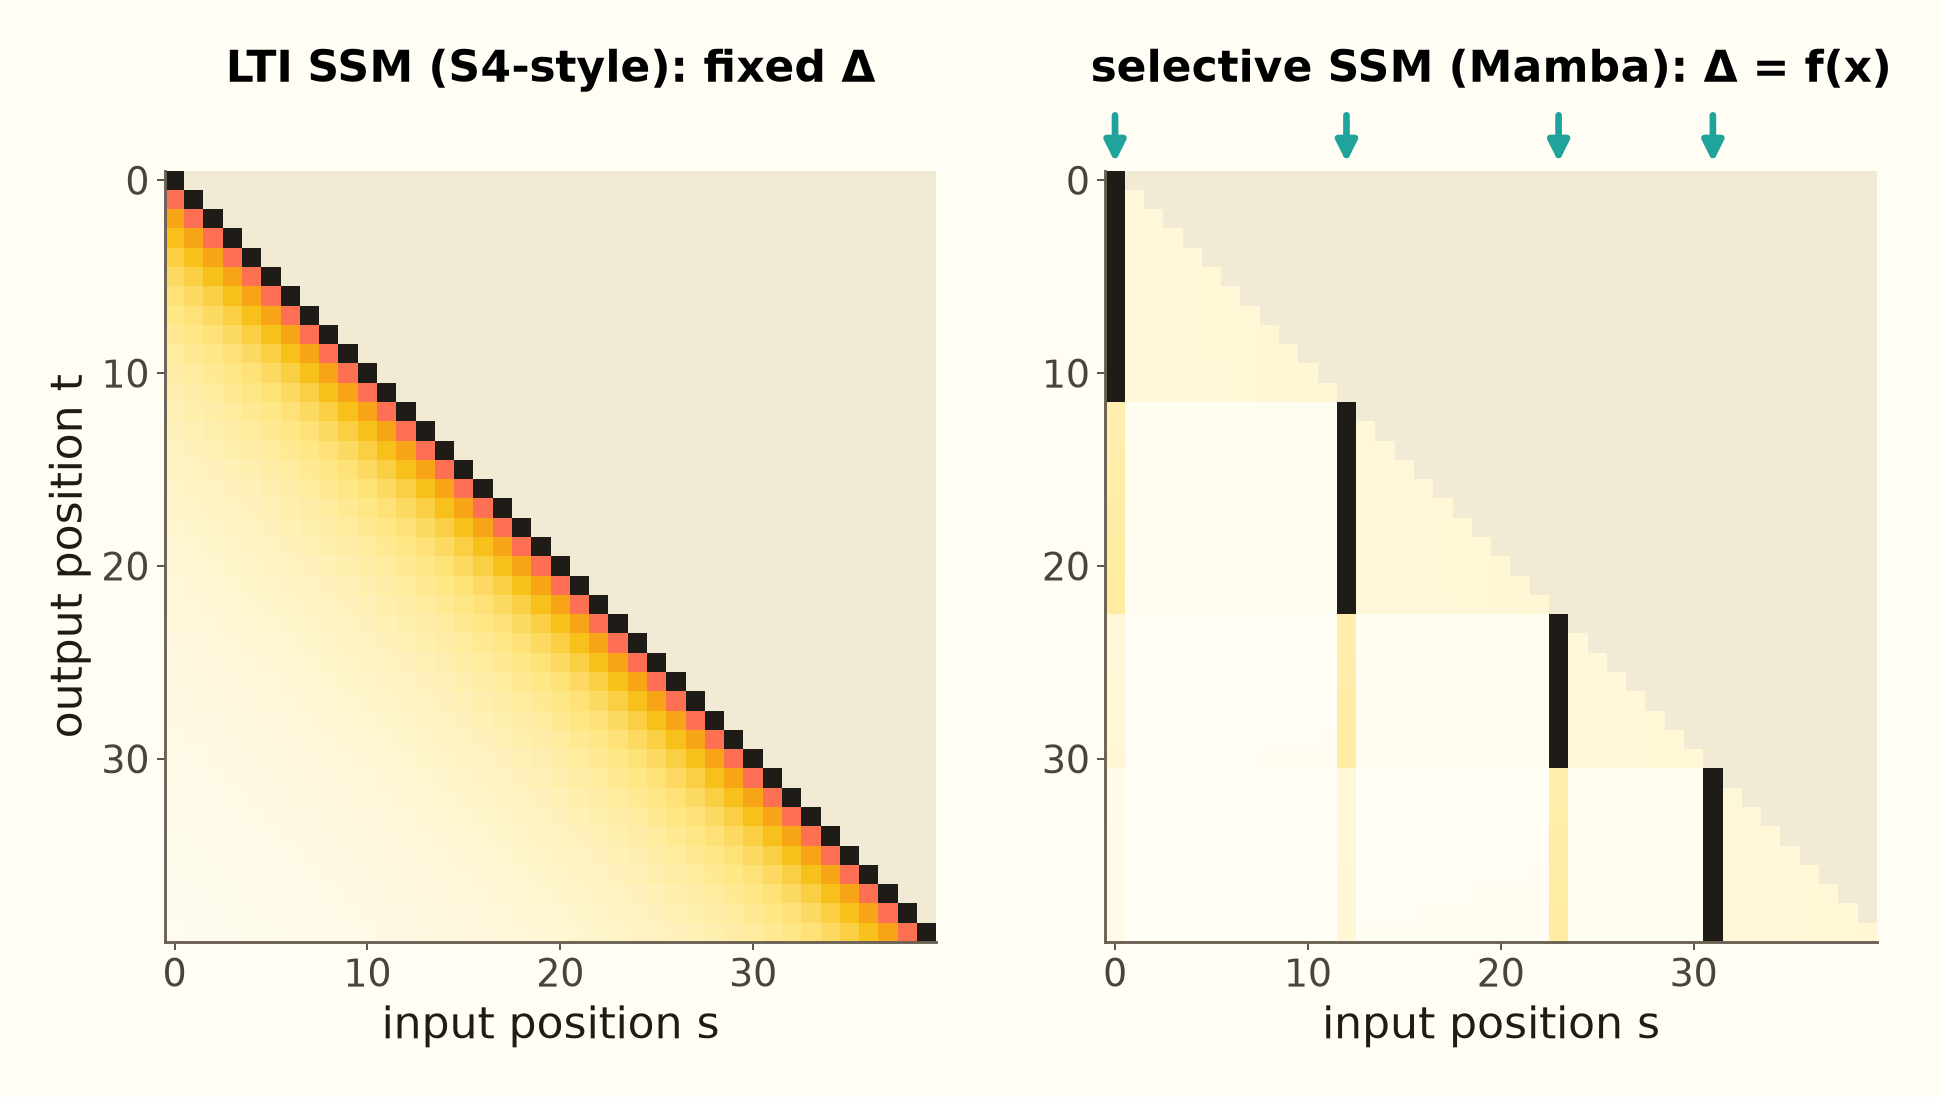 LTI SSM (S4-style): fixed Δ
output position t
0
10
20
30
0 10 20 30
input position s
selective SSM (Mamba): Δ = f(x)
0
10
20
30
0 10 20 30
input position s